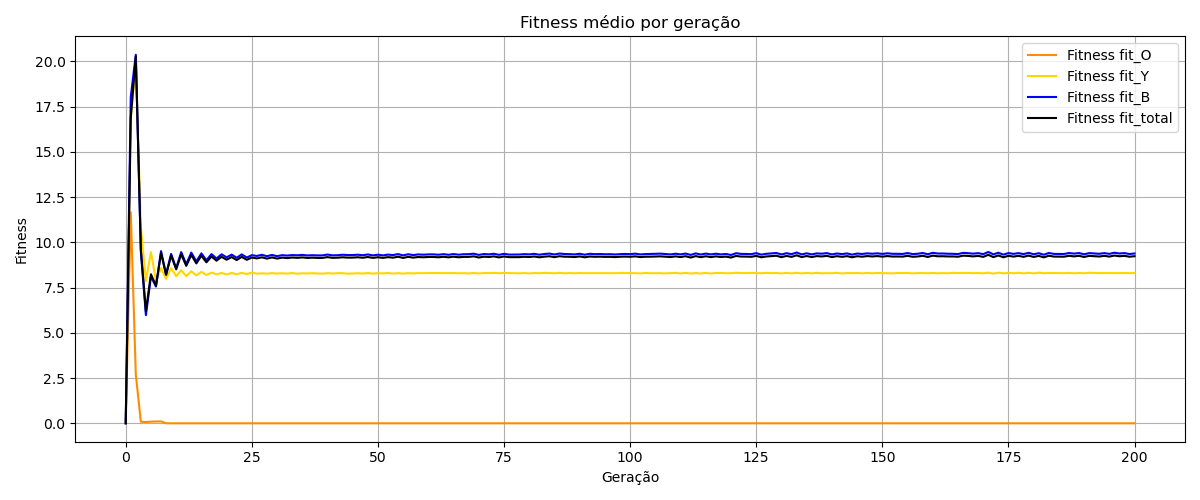 Fitness médio por geração
Fitness fit_O
Fitness fit_Y
Fitness fit_B
Fitness fit_total
Fitness
20.0
17.5
15.0
12.5
10.0
7.5
5.0
2.5
0.0
0 25 50 75 100 125 150 175 200
Geração